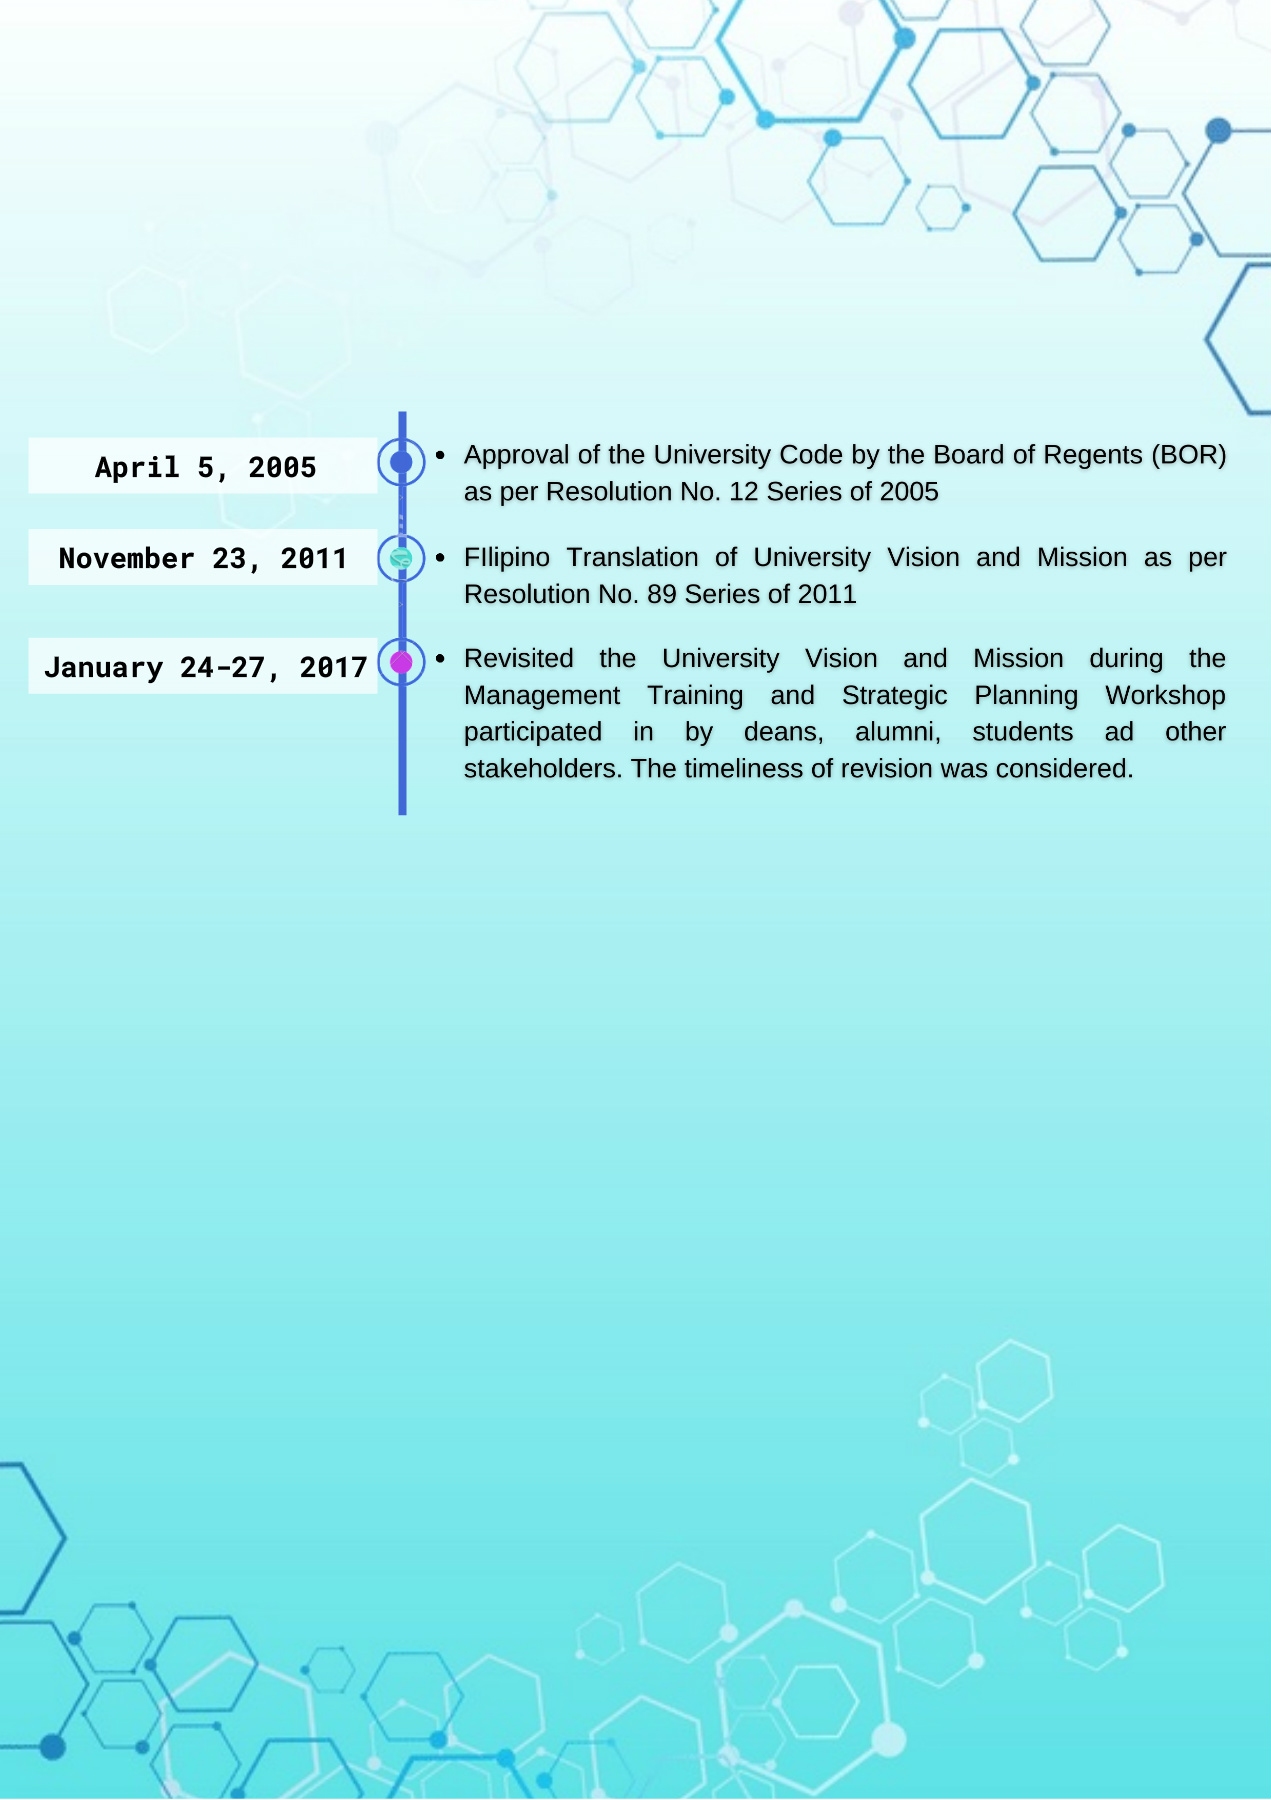 April 5, 2005
• Approval of the University Code by the Board of Regents (BOR)
as per Resolution No. 12 Series of 2005
November 23, 2011
• FIlipino Translation of University Vision and Mission as per
Resolution No. 89 Series of 2011
January 24-27, 2017
• Revisited the University Vision and Mission during the
Management Training and Strategic Planning Workshop
participated in by deans, alumni, students ad other
stakeholders. The timeliness of revision was considered.